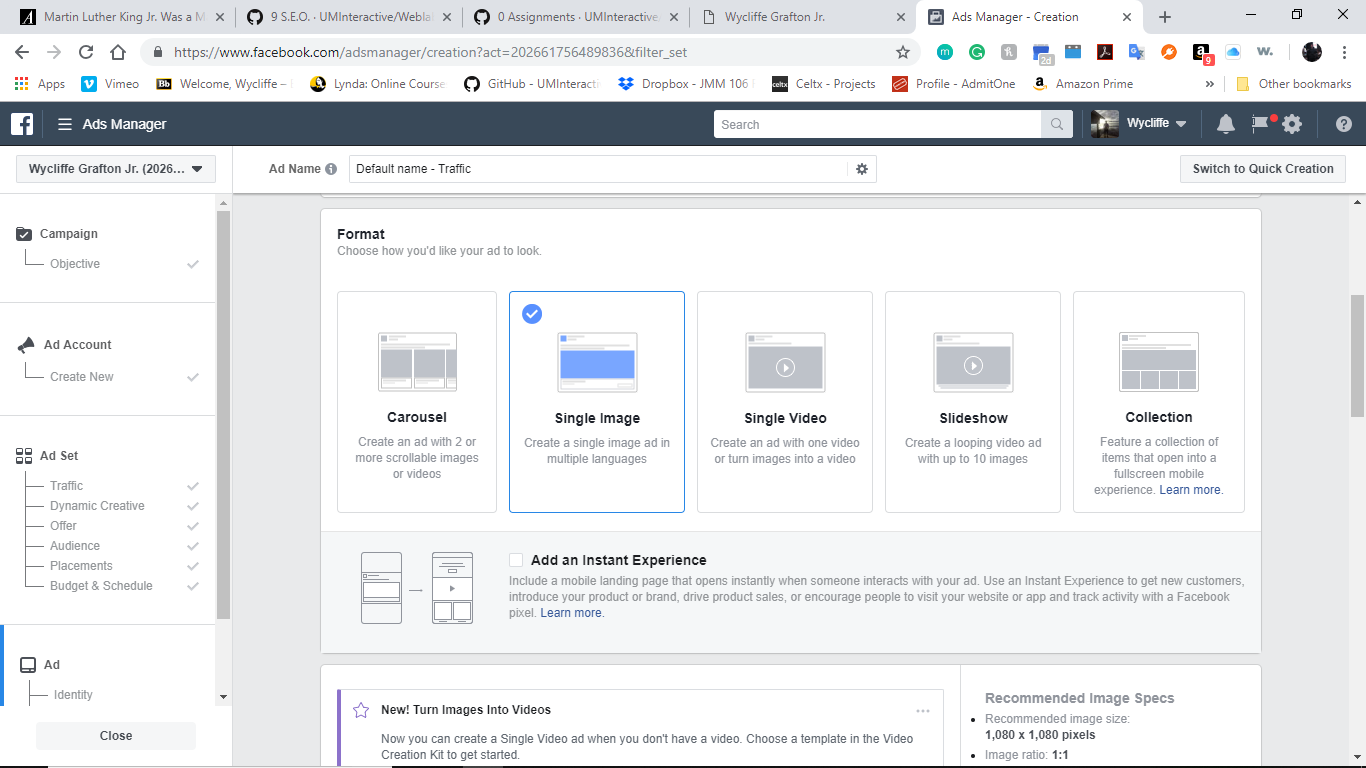 Martin Luther King Jr. Was a M
9 S.E.O. · UMInteractive/Weblab
0 Assignments · UMInteractive/
Wycliffe Grafton Jr.
Ads Manager - Creation
https://www.facebook.com/adsmanager/creation?act=2026617564898368&filter_set
2d
9
Apps
Vimeo
Welcome, Wycliffe –
Lynda: Online Course
GitHub - UMInteracti
Dropbox - JMM 106
Celtx - Projects
Profile - AdmitOne
Amazon Prime
»
Other bookmarks
Ads Manager
Search
Wycliffe
Wycliffe Grafton Jr. (2026...
Ad Name
Default name - Traffic
Switch to Quick Creation
Campaign
Objective
Ad Account
Create New
Ad Set
Traffic
Dynamic Creative
Offer
Audience
Placements
Budget & Schedule
Ad
Identity
Close
Format
Choose how you'd like your ad to look.
Carousel
Create an ad with 2 or
more scrollable images
or videos
Single Image
Create a single image ad in
multiple languages
Single Video
Create an ad with one video
or turn images into a video
Slideshow
Create a looping video ad
with up to 10 images
Collection
Feature a collection of
items that open into a
fullscreen mobile
experience. Learn more.
Add an Instant Experience
Include a mobile landing page that opens instantly when someone interacts with your ad. Use an Instant Experience to get new customers,
introduce your product or brand, drive product sales, or encourage people to visit your website or app and track activity with a Facebook
pixel. Learn more.
New! Turn Images Into Videos
Now you can create a Single Video ad when you don't have a video. Choose a template in the Video
Creation Kit to get started.
Recommended Image Specs
Recommended image size:
1,080 x 1,080 pixels
Image ratio: 1:1